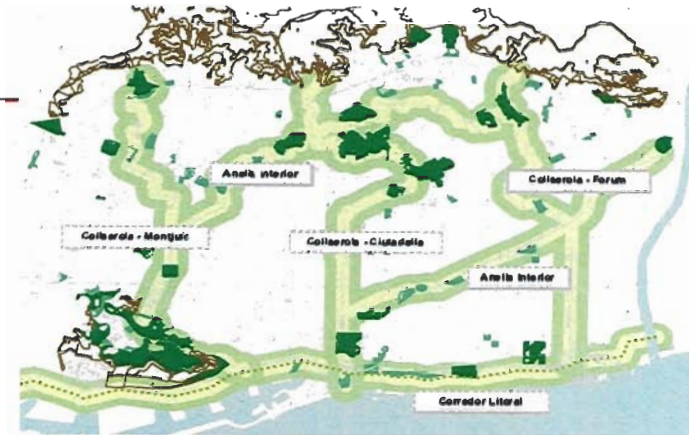 Anella Interior
Collserola - Forum
Collserola - Montjuïc
Collserola - Ciutadella
Anella Interior
Corredor Litoral